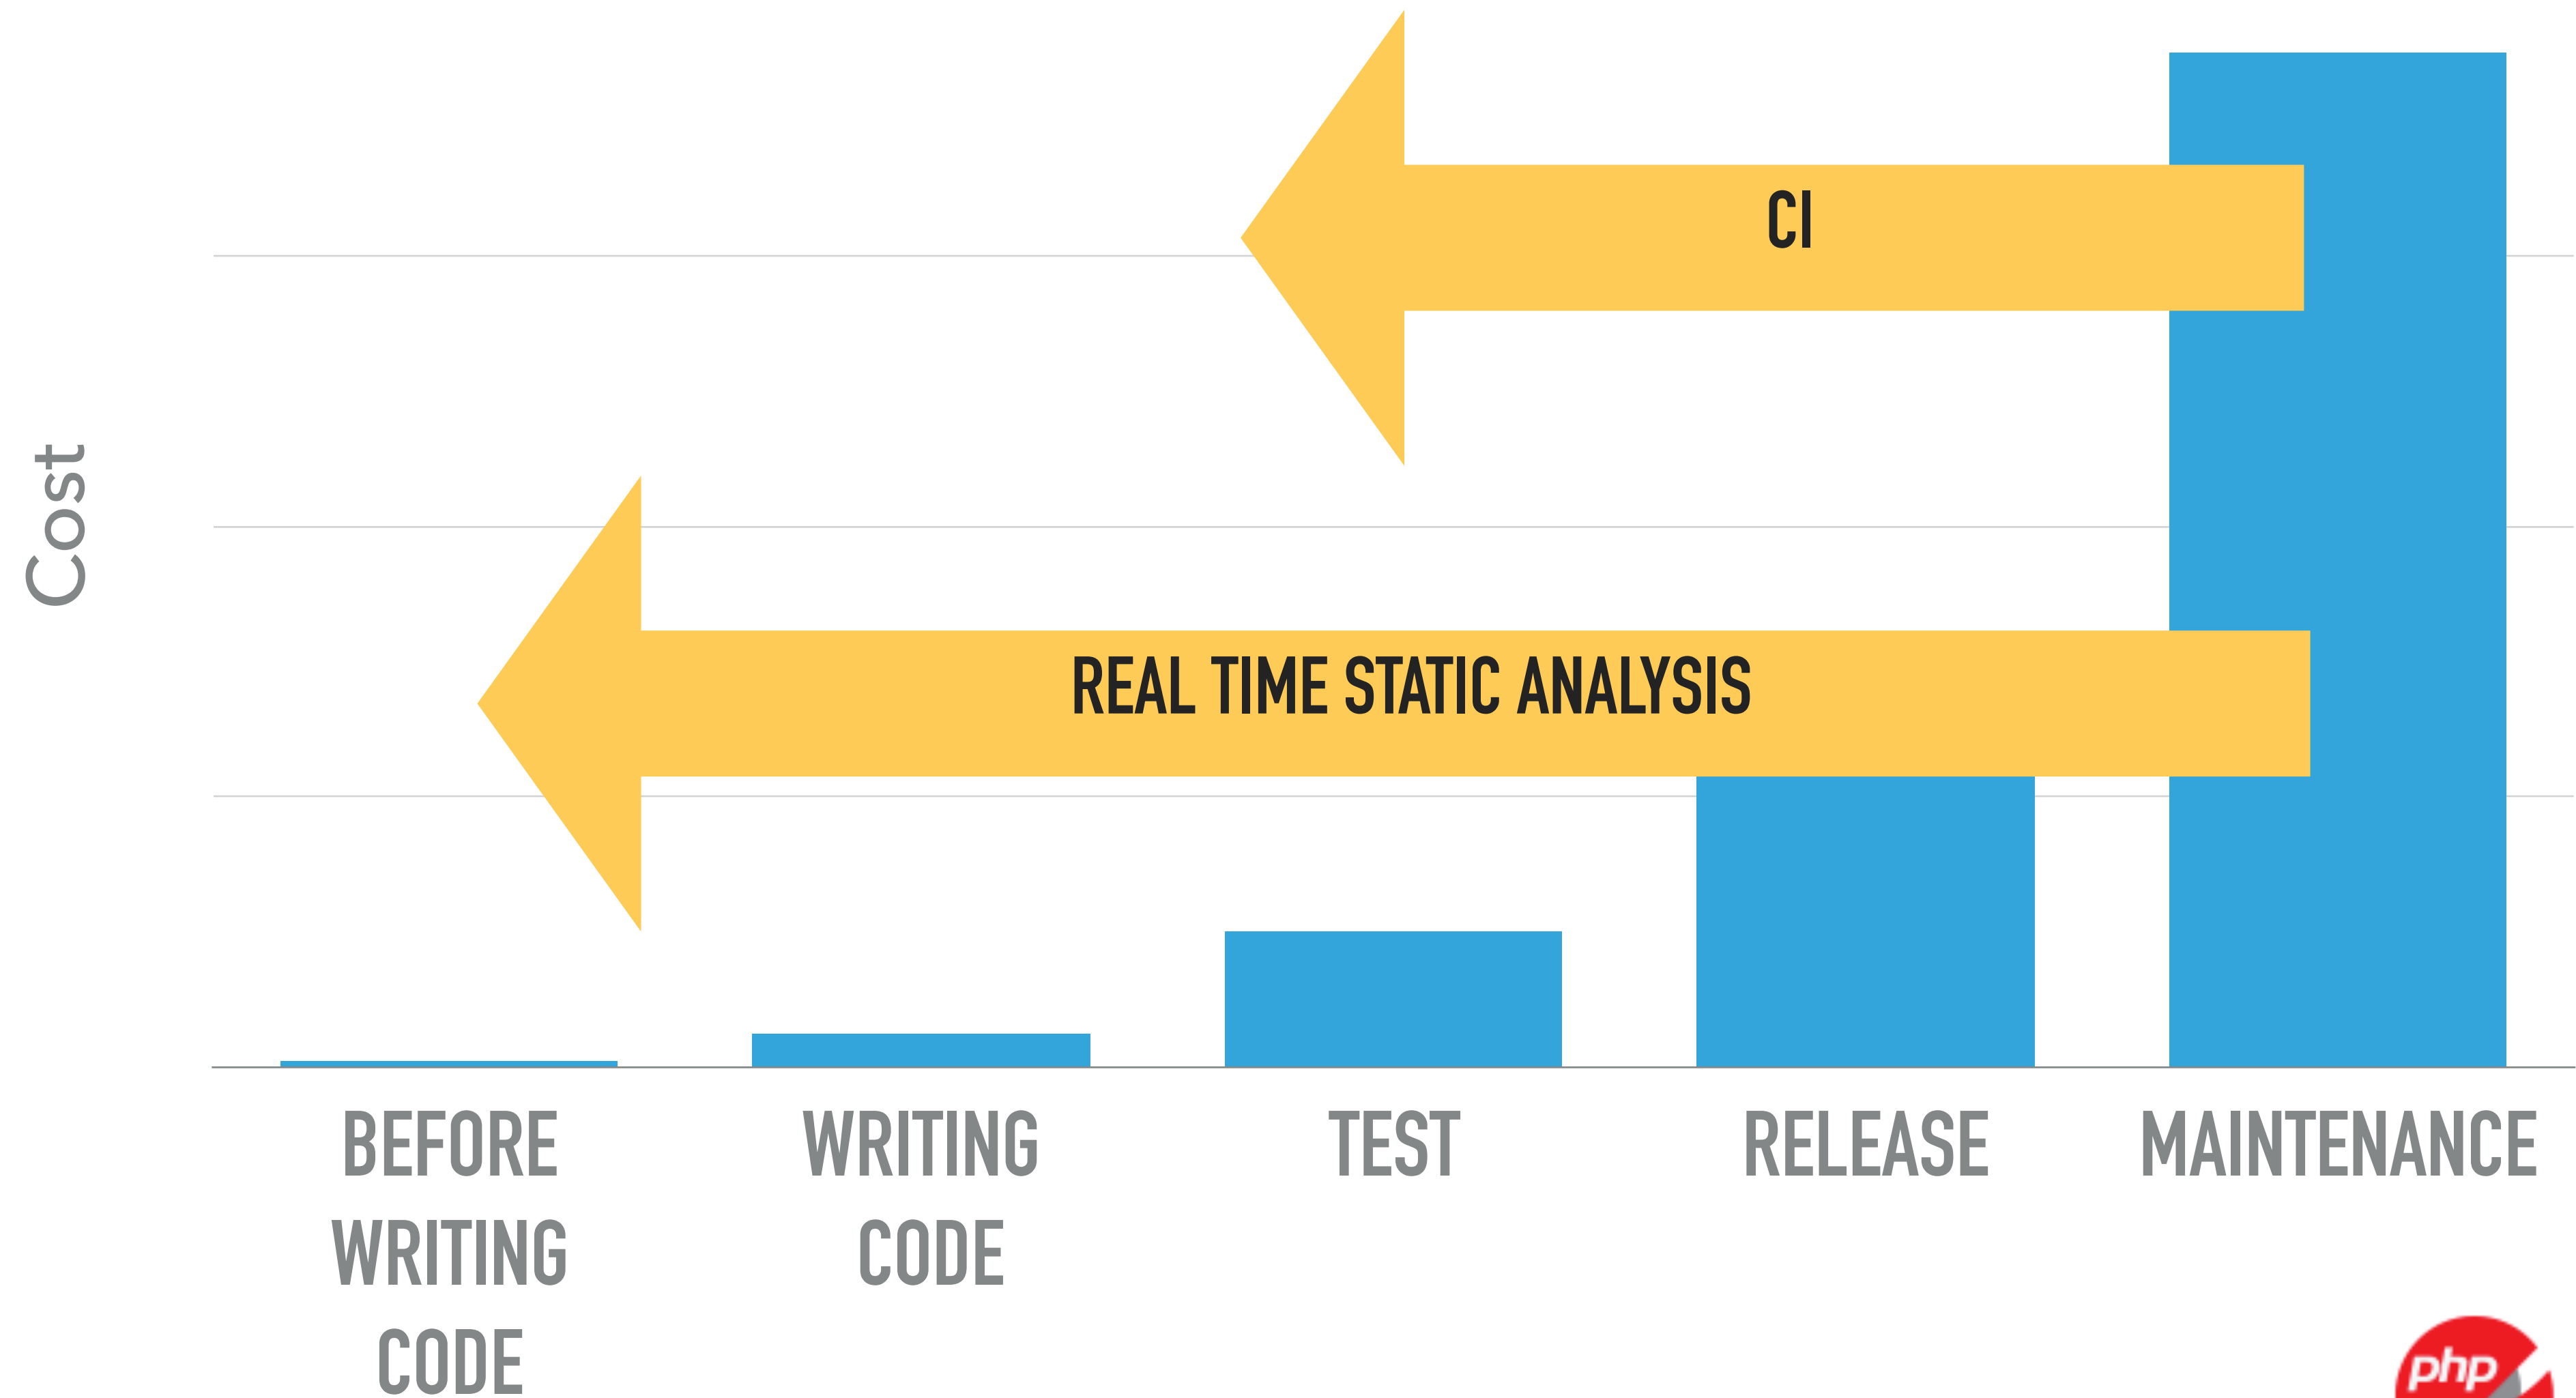 CI
Cost
REAL TIME STATIC ANALYSIS
BEFORE
WRITING
CODE
WRITING
CODE
TEST
RELEASE
MAINTENANCE
php